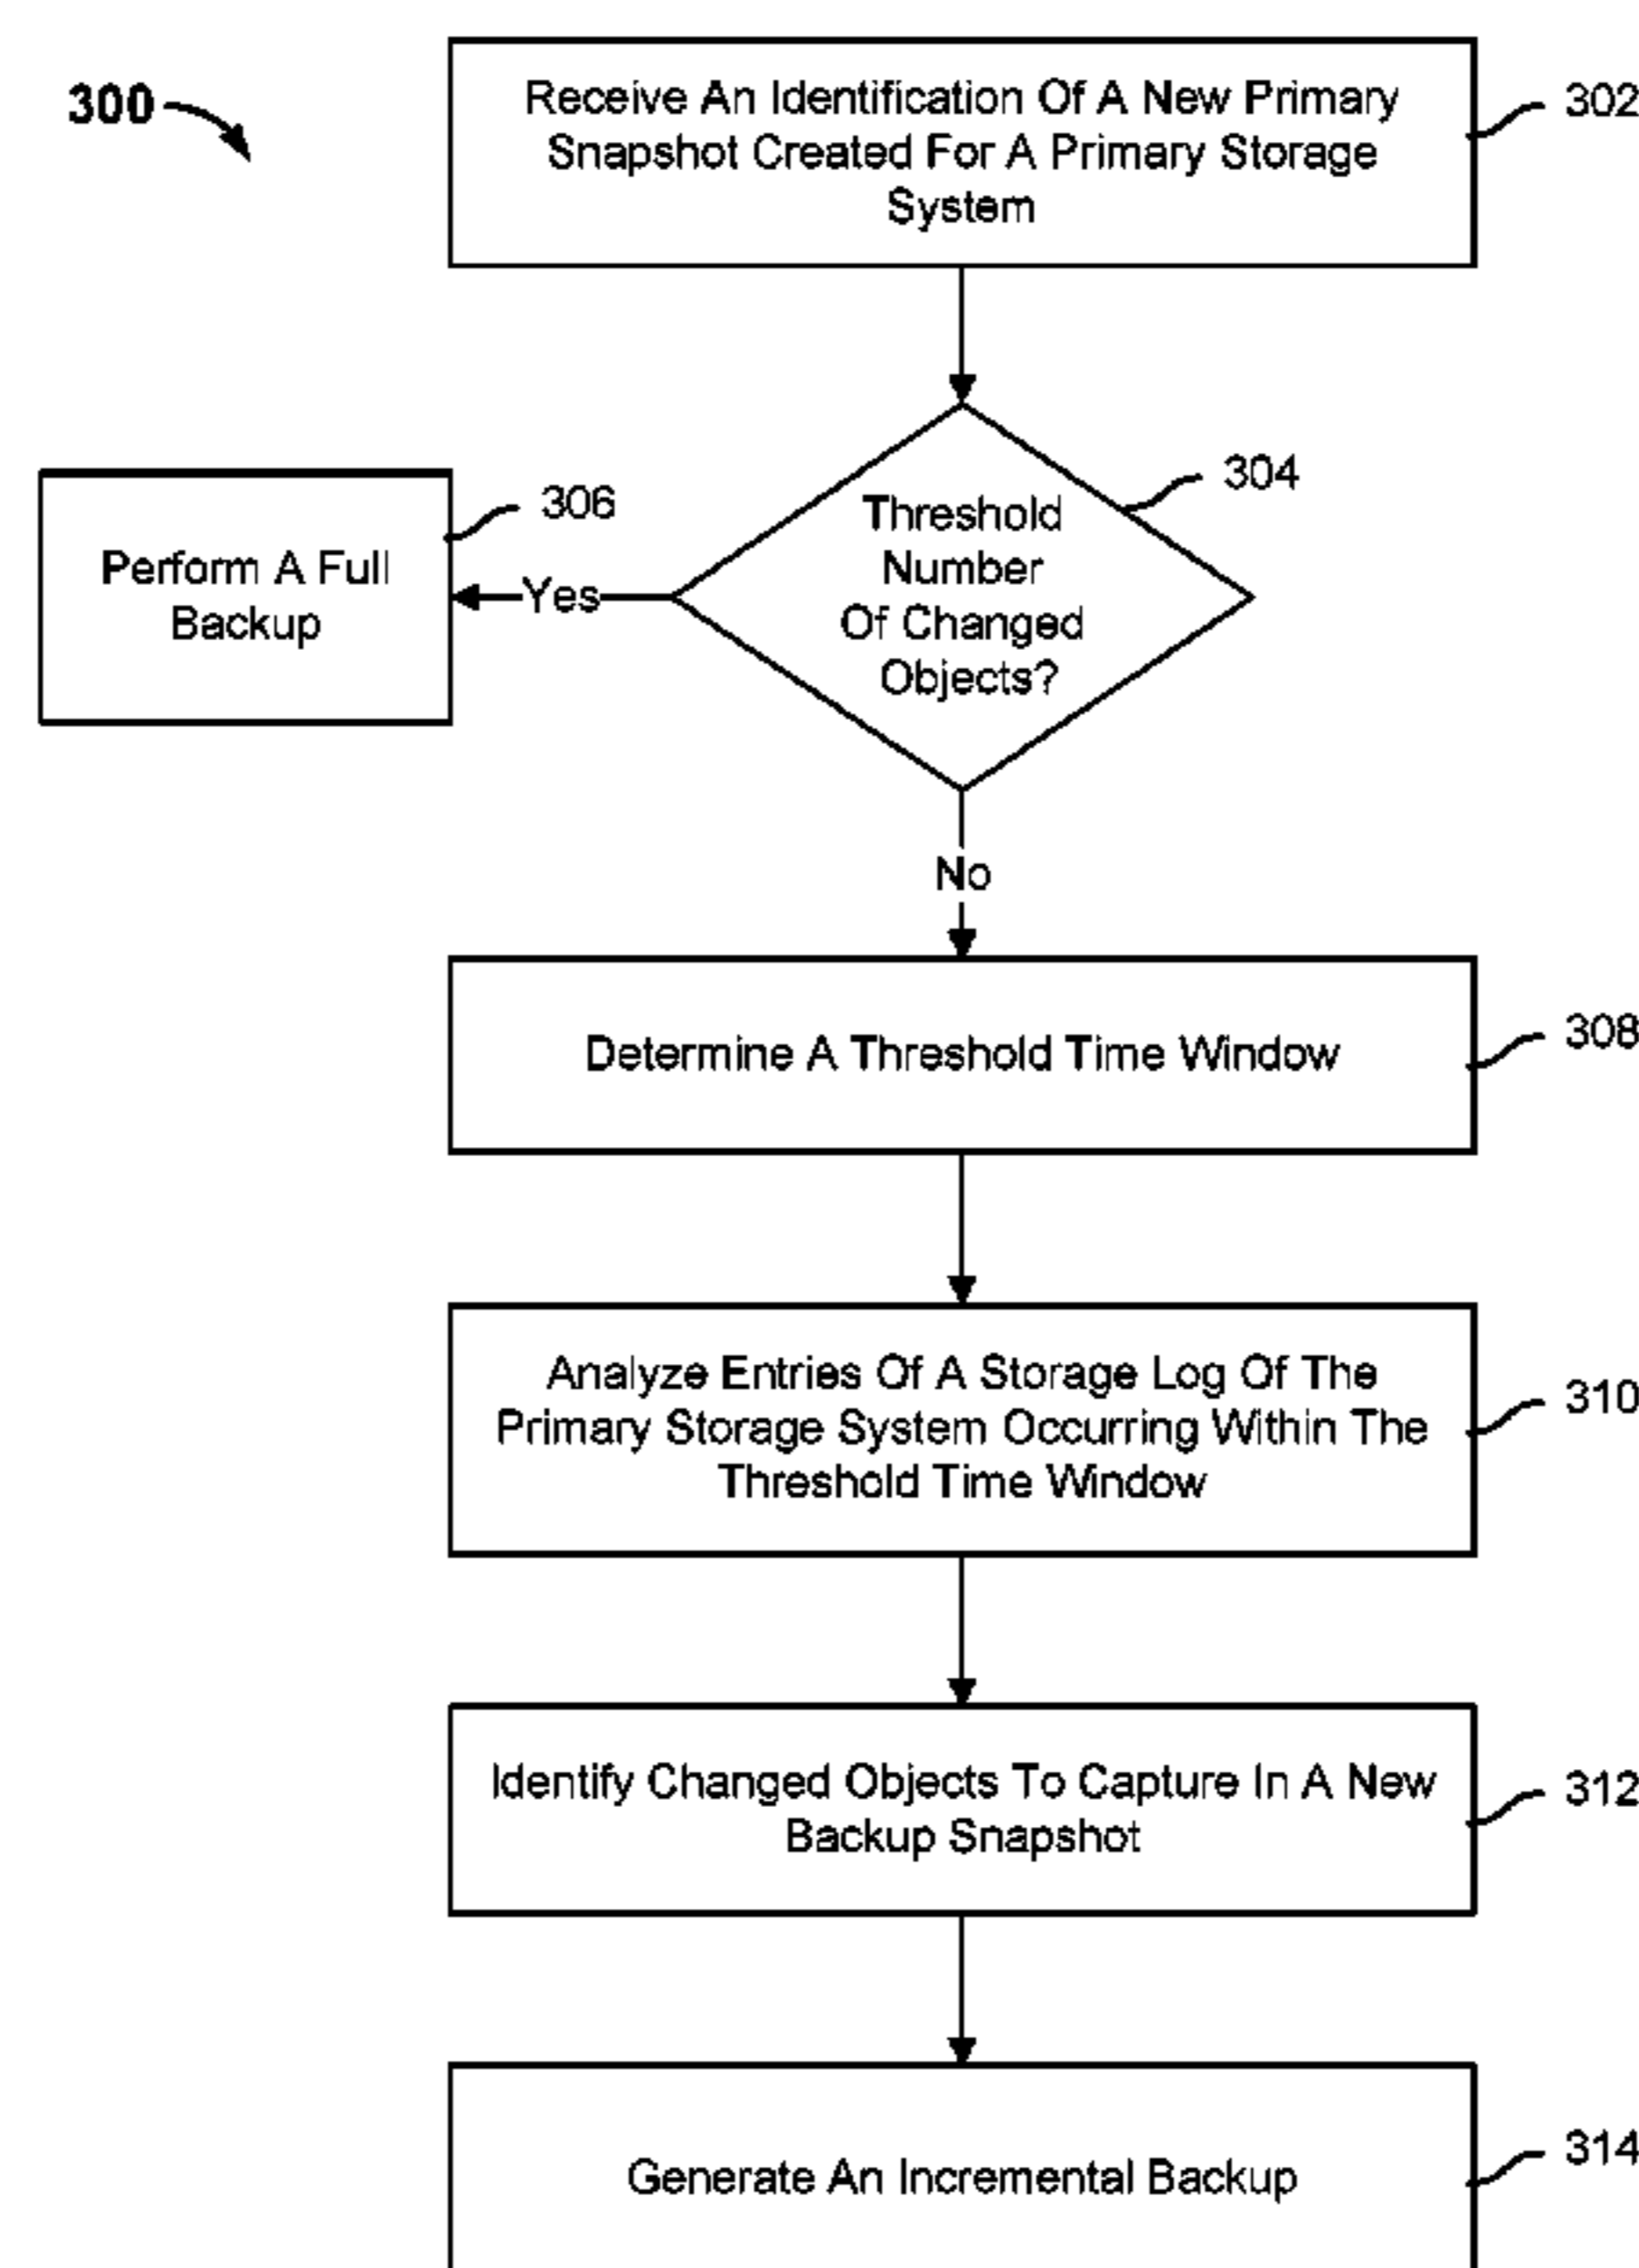 300
Receive An Identification Of A New Primary
Snapshot Created For A Primary Storage
System
302
Threshold
Number
Of Changed
Objects?
304
Yes
306
Perform A Full
Backup
No
Determine A Threshold Time Window
308
Analyze Entries Of A Storage Log Of The
Primary Storage System Occurring Within The
Threshold Time Window
310
Identify Changed Objects To Capture In A New
Backup Snapshot
312
Generate An Incremental Backup
314